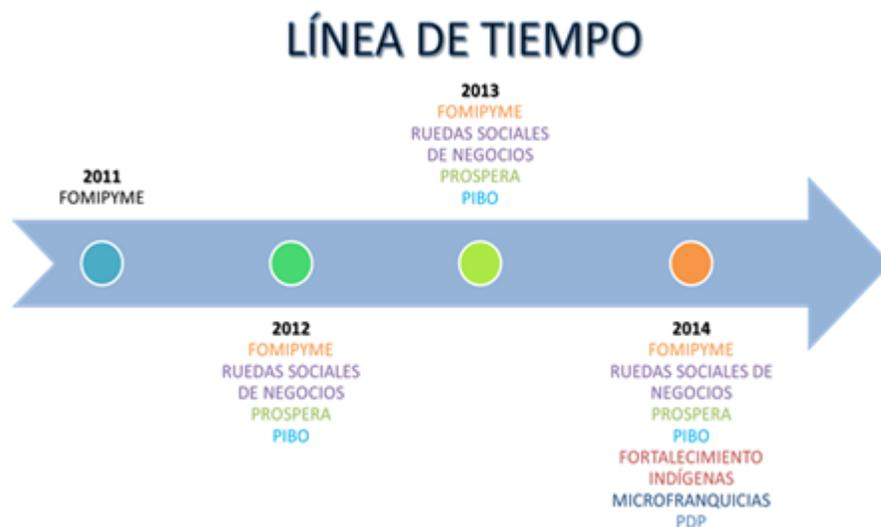 LÍNEA DE TIEMPO
2011
FOMIPYME
2012
FOMIPYME
RUEDAS SOCIALES
DE NEGOCIOS
PROSPERA
PIBO
2013
FOMIPYME
RUEDAS SOCIALES
DE NEGOCIOS
PROSPERA
PIBO
2014
FOMIPYME
RUEDAS SOCIALES DE
NEGOCIOS
PROSPERA
PIBO
FORTALECIMIENTO
INDÍGENAS
MICROFRANQUICIAS
PDP